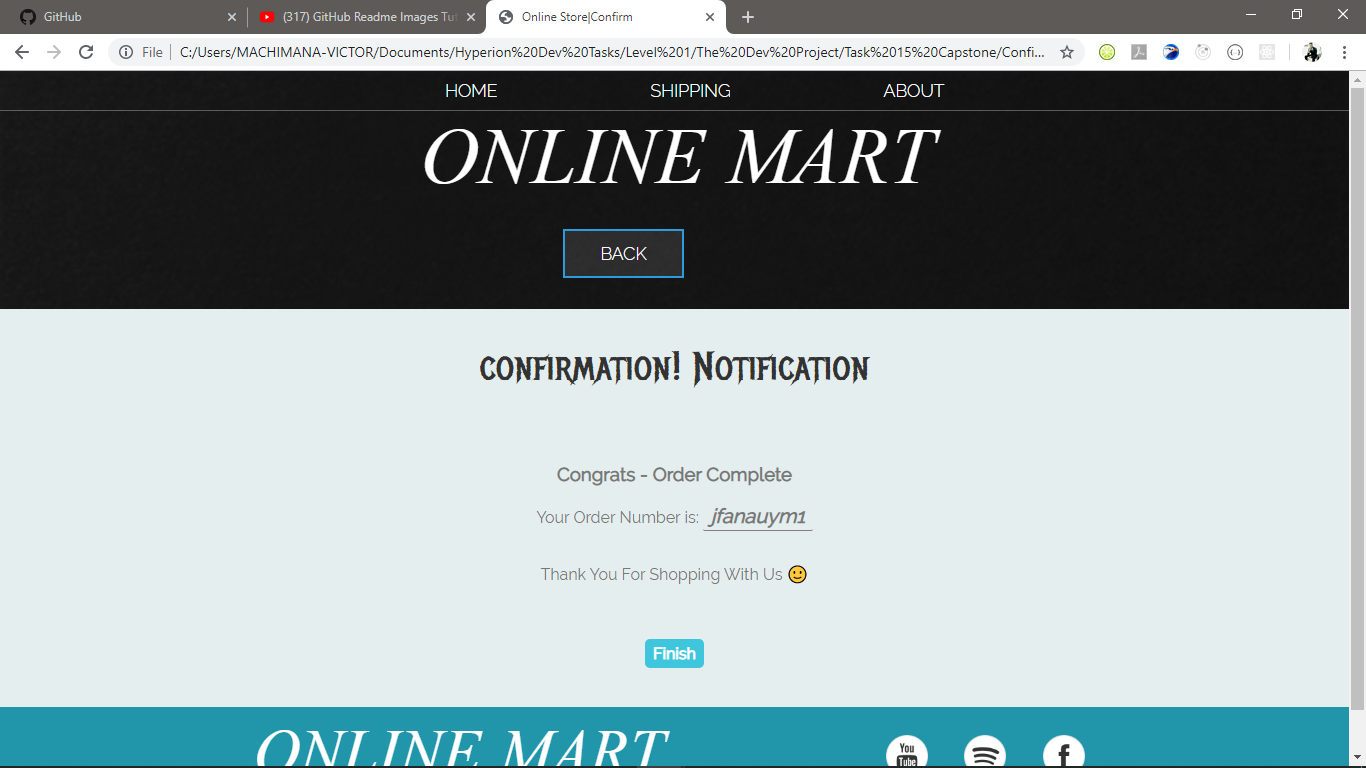 GitHub
(317) GitHub Readme Images Tut
Online Store|Confirm
File
C:/Users/MACHIMANA-VICTOR/Documents/Hyperion%20Dev%20Tasks/Level%201/The%20Dev%20Project/Task%2015%20Capstone/Confi...
HOME SHIPPING ABOUT
ONLINE MART
BACK
confirmation! Notification
Congrats - Order Complete
Your Order Number is: jfanauym1
Thank You For Shopping With Us 🙂
Finish
ONLINE MART
You Tube